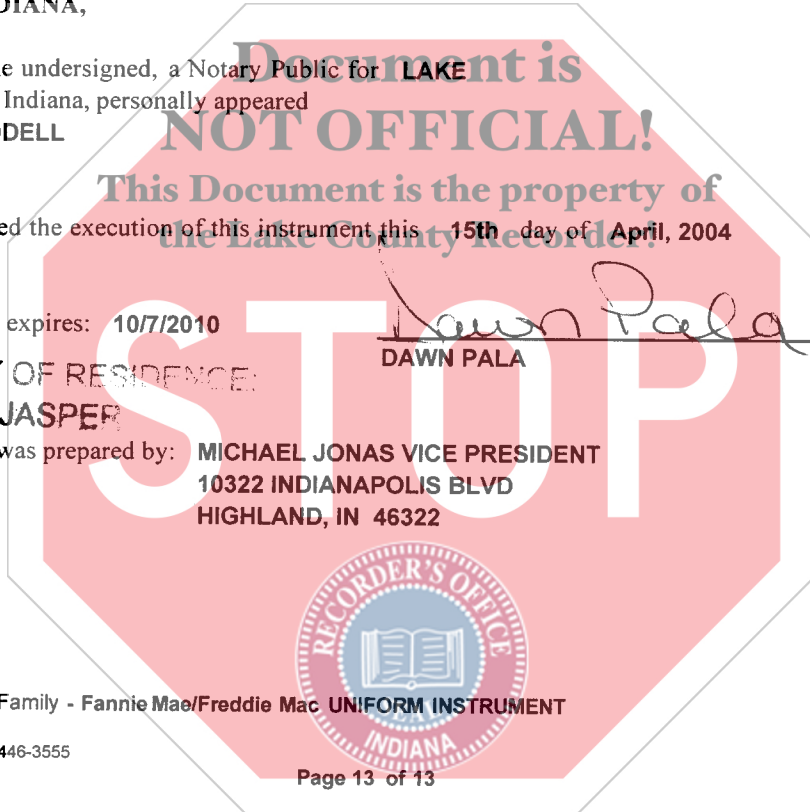 DIANA,
Document is
e undersigned, a Notary Public for LAKE
Indiana, personally appeared
NOT OFFICIAL!
DELL
This Document is the property of
the Lake County Recorder!
ed the execution of this instrument this 15th day of April, 2004
STOP
Dawn Pala
expires: 10/7/2010
DAWN PALA
OF RESIDENCE:
JASPER
was prepared by: MICHAEL JONAS VICE PRESIDENT
10322 INDIANAPOLIS BLVD
HIGHLAND, IN 46322
RECORDER'S OFFICE
Family - Fannie Mae/Freddie Mac UNIFORM INSTRUMENT
INDIANA
446-3555
Page 13 of 13